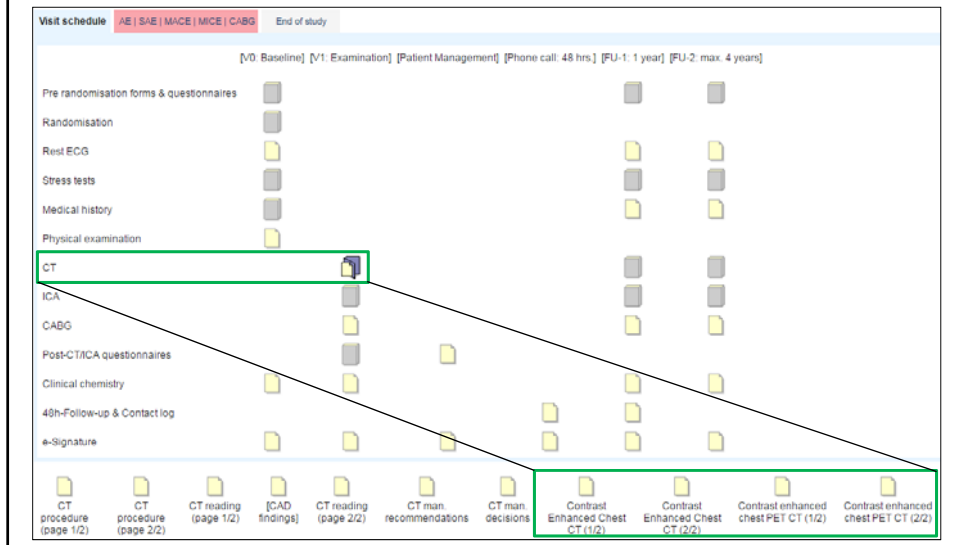 Visit schedule AE | SAE | MACE | MICE | CABG End of study
[V0: Baseline] [V1: Examination] [Patient Management] [Phone call: 48 hrs.] [FU-1: 1 year] [FU-2: max. 4 years]
Pre randomisation forms & questionnaires
Randomisation
Rest ECG
Stress tests
Medical history
Physical examination
CT
ICA
CABG
Post-CT/ICA questionnaires
Clinical chemistry
48h-Follow-up & Contact log
e-Signature
CT procedure (page 1/2)
CT procedure (page 2/2)
CT reading (page 1/2)
[CAD findings]
CT reading (page 2/2)
CT man. recommendations
CT man. decisions
Contrast Enhanced Chest CT (1/2)
Contrast Enhanced Chest CT (2/2)
Contrast enhanced chest PET CT (1/2)
Contrast enhanced chest PET CT (2/2)